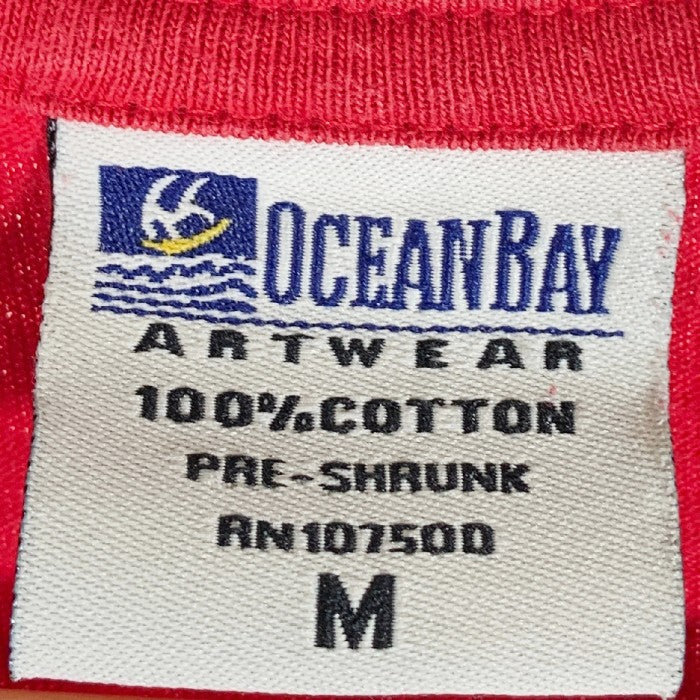 OCEANBAY
ARTWEAR
100%COTTON
PRE-SHRUNK
RN107500
M